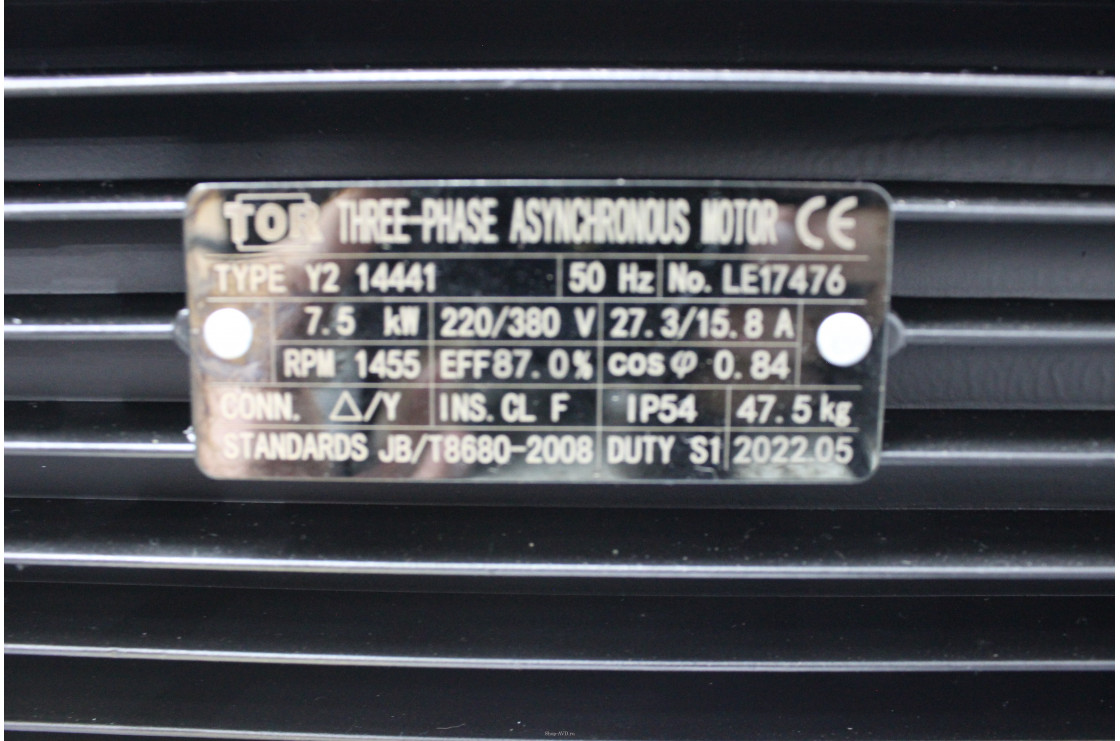 TOR THREE-PHASE ASYNCHRONOUS MOTOR CE
TYPE Y2 14441 50 Hz No. LE17476
7.5 kW 220/380 V 27.3/15.8 A
RPM 1455 EFF87.0% cosφ 0.84
CONN. △/Y INS.CL F IP54 47.5kg
STANDARDS JB/T8680-2008 DUTY S1 2022.05